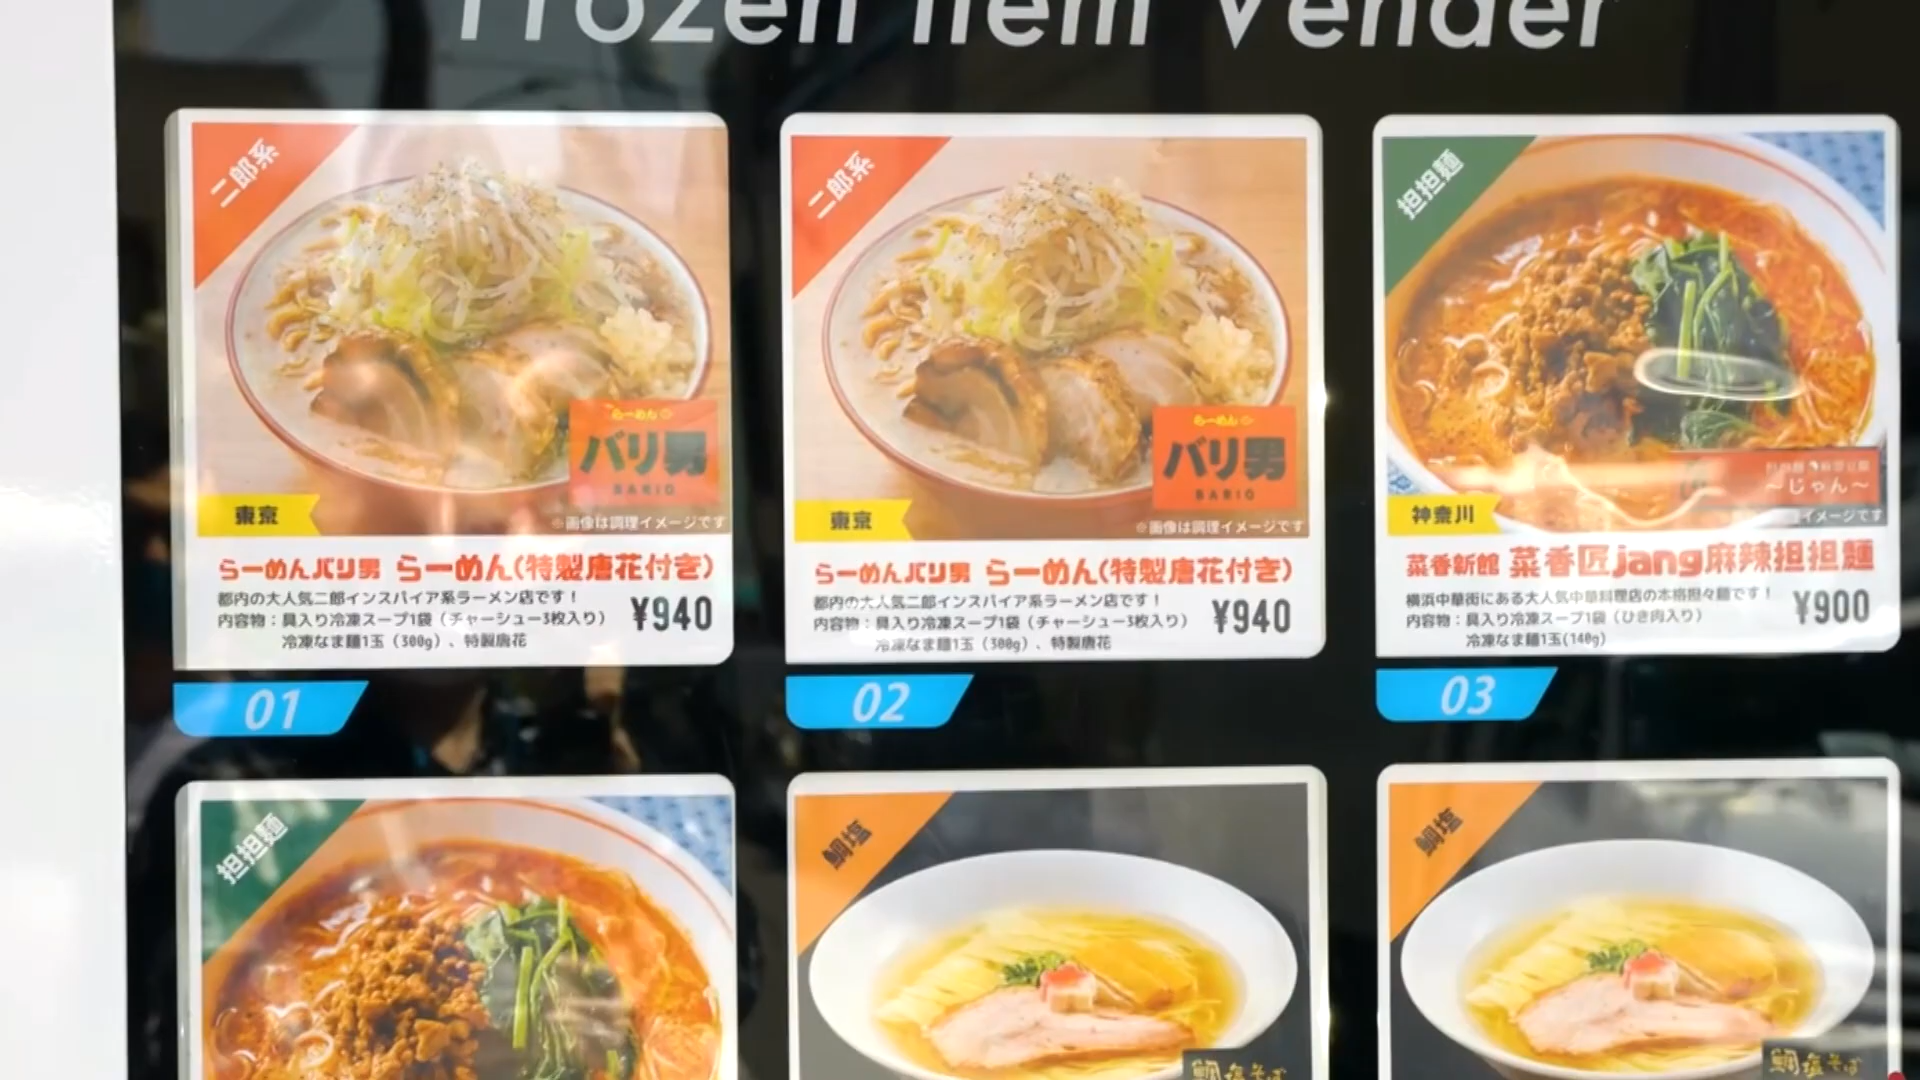 Frozen Item Vender
二郎系
らーめん
バリ男
BARIO
東京
※画像は調理イメージです
らーめんバリ男 らーめん(特製唐花付き)
都内の大人気二郎インスパイア系ラーメン店です!
内容物:具入り冷凍スープ1袋(チャーシュー3枚入り)
冷凍なま麺1玉(300g)、特製唐花
¥940
01
二郎系
らーめん
バリ男
BARIO
東京
※画像は調理イメージです
らーめんバリ男 らーめん(特製唐花付き)
都内の大人気二郎インスパイア系ラーメン店です!
内容物:具入り冷凍スープ1袋(チャーシュー3枚入り)
冷凍なま麺1玉(300g)、特製唐花
¥940
02
担担麺
〜じゃん〜
神奈川
イメージです
菜香新館 菜香匠jang麻辣担担麺
横浜中華街にある大人気中華料理店の本格担々麺です!
内容物:具入り冷凍スープ1袋(ひき肉入り)
冷凍なま麺1玉(140g)
¥900
03
担担麺
鯛塩
鯛塩そば
鯛塩
鯛塩そば